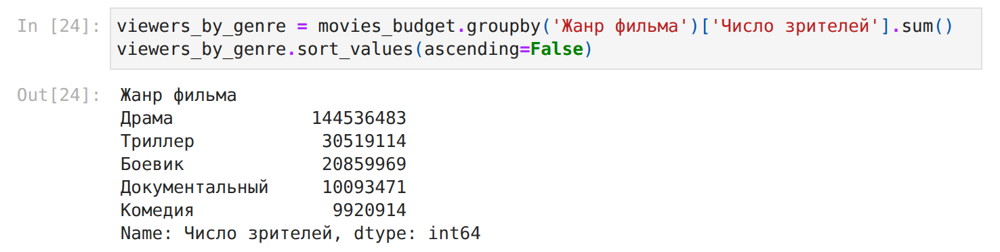 In [24]: viewers_by_genre = movies_budget.groupby('Жанр фильма')['Число зрителей'].sum()
viewers_by_genre.sort_values(ascending=False)
Out[24]: Жанр фильма
Драма 144536483
Триллер 30519114
Боевик 20859969
Документальный 10093471
Комедия 9920914
Name: Число зрителей, dtype: int64